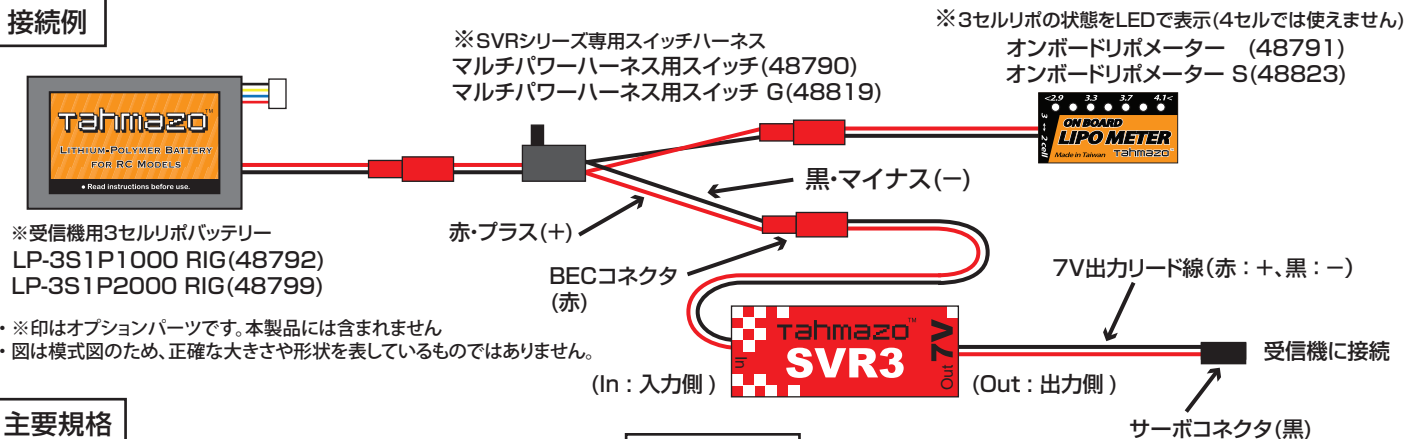 接続例
※3セルリポの状態をLEDで表示(4セルでは使えません)
オンボードリポメーター (48791)
オンボードリポメーター S(48823)
※SVRシリーズ専用スイッチハーネス
マルチパワーハーネス用スイッチ(48790)
マルチパワーハーネス用スイッチ G(48819)
Tahmazo™
LITHIUM-POLYMER BATTERY
FOR RC MODELS
● Read instructions before use.
<2.9 3.3 3.7 4.1<
3 ↔ 2 cell
ON BOARD
LIPO METER
Made in Taiwan Tahmazo
黒・マイナス(－)
赤・プラス(＋)
※受信機用3セルリポバッテリー
LP-3S1P1000 RIG(48792)
LP-3S1P2000 RIG(48799)
BECコネクタ
(赤)
7V出力リード線(赤：＋、黒：－)
・※印はオプションパーツです。本製品には含まれません
・図は模式図のため、正確な大きさや形状を表しているものではありません。
In
Tahmazo™
SVR3
Out 7V
受信機に接続
(In : 入力側 )
(Out : 出力側 )
サーボコネクタ(黒)
主要規格